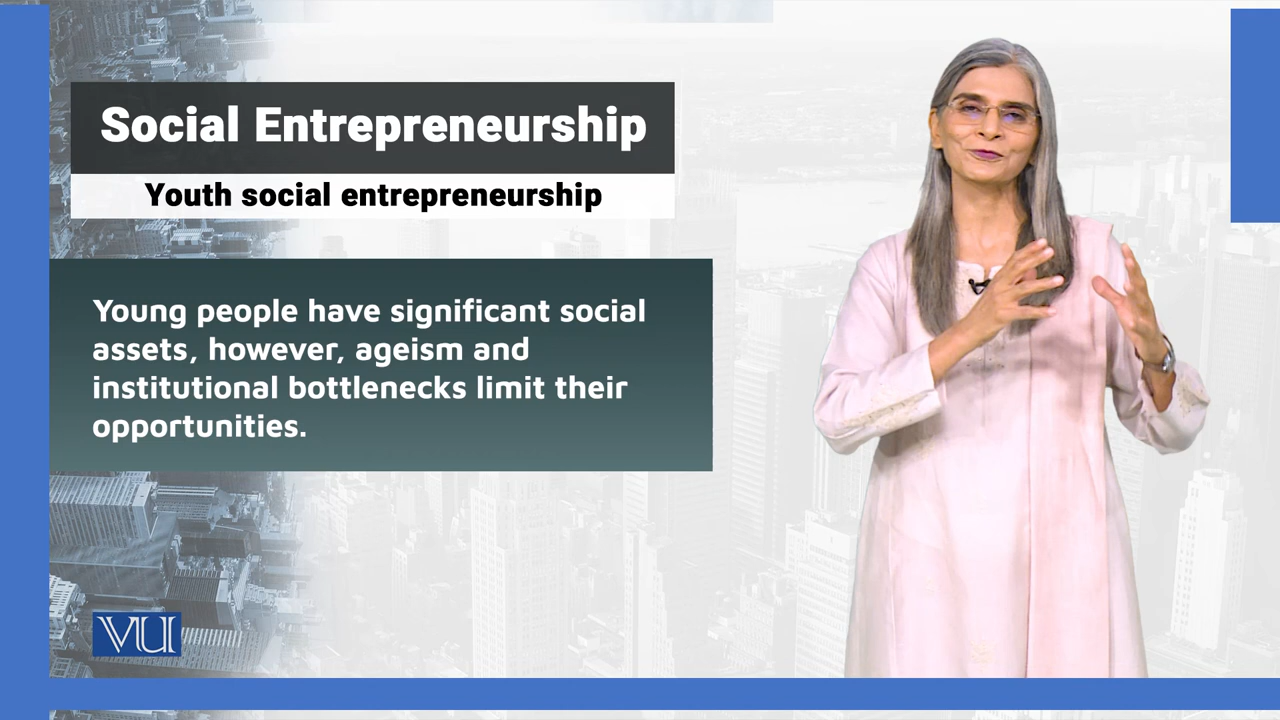 Social Entrepreneurship
Youth social entrepreneurship
Young people have significant social
assets, however, ageism and
institutional bottlenecks limit their
opportunities.
VU